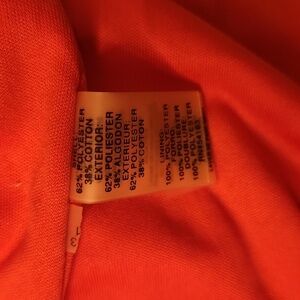 62% POLYESTER
38% COTTON
EXTERIOR:
62% POLIESTER
38% ALGODON
EXTERIEUR:
62% POLYESTER
38% COTON
LINING:
100% POLYESTER
FORRO:
100% POLIESTER
DOUBLURE:
100% POLYESTER